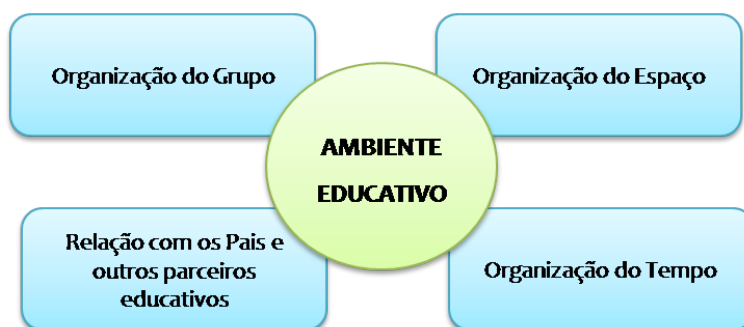 Organização do Grupo
Organização do Espaço
AMBIENTE
EDUCATIVO
Relação com os Pais e
outros parceiros
educativos
Organização do Tempo